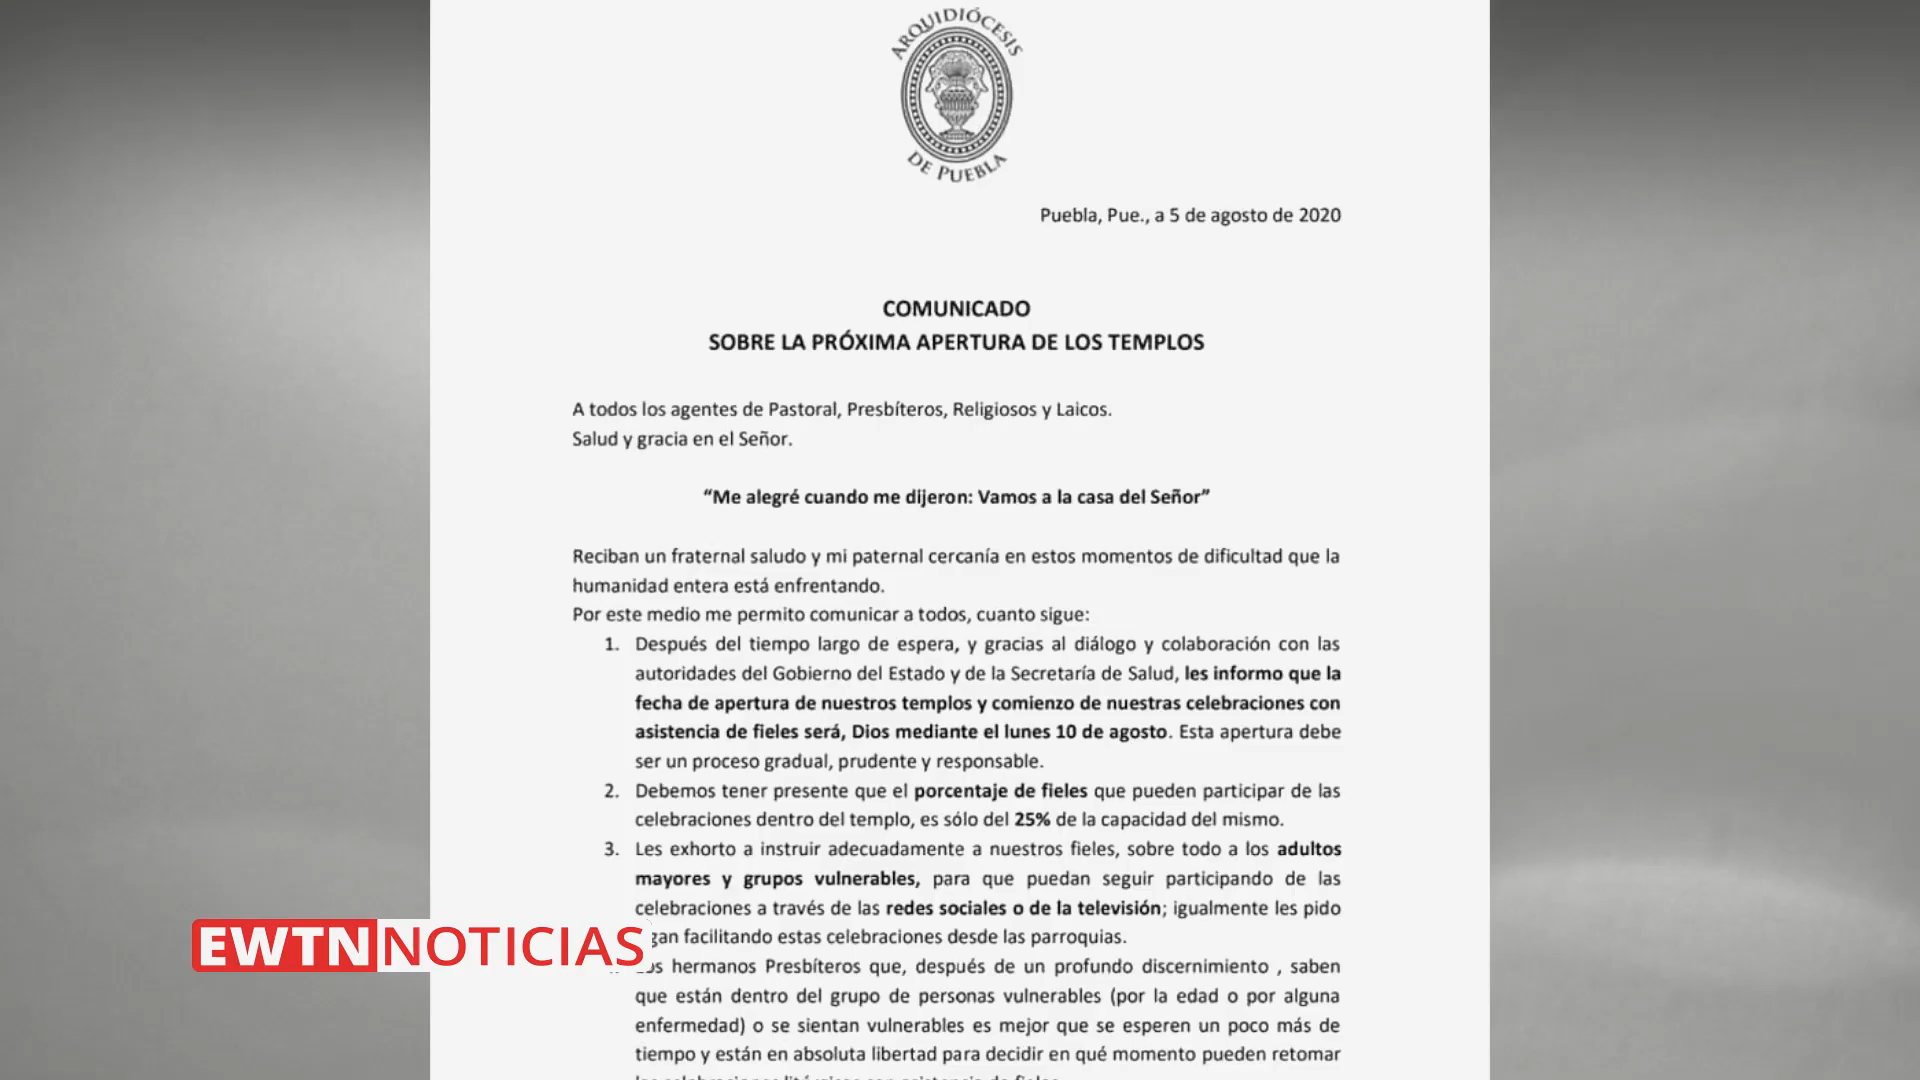 ARQUIDIÓCESIS
DE PUEBLA
Puebla, Pue., a 5 de agosto de 2020
COMUNICADO
SOBRE LA PRÓXIMA APERTURA DE LOS TEMPLOS
A todos los agentes de Pastoral, Presbíteros, Religiosos y Laicos.
Salud y gracia en el Señor.
“Me alegré cuando me dijeron: Vamos a la casa del Señor”
Reciban un fraternal saludo y mi paternal cercanía en estos momentos de dificultad que la
humanidad entera está enfrentando.
Por este medio me permito comunicar a todos, cuanto sigue:
1. Después del tiempo largo de espera, y gracias al diálogo y colaboración con las
autoridades del Gobierno del Estado y de la Secretaría de Salud, les informo que la
fecha de apertura de nuestros templos y comienzo de nuestras celebraciones con
asistencia de fieles será, Dios mediante el lunes 10 de agosto. Esta apertura debe
ser un proceso gradual, prudente y responsable.
2. Debemos tener presente que el porcentaje de fieles que pueden participar de las
celebraciones dentro del templo, es sólo del 25% de la capacidad del mismo.
3. Les exhorto a instruir adecuadamente a nuestros fieles, sobre todo a los adultos
mayores y grupos vulnerables, para que puedan seguir participando de las
celebraciones a través de las redes sociales o de la televisión; igualmente les pido
facilitando estas celebraciones desde las parroquias.
hermanos Presbíteros que, después de un profundo discernimiento , saben
que están dentro del grupo de personas vulnerables (por la edad o por alguna
enfermedad) o se sientan vulnerables es mejor que se esperen un poco más de
tiempo y están en absoluta libertad para decidir en qué momento pueden retomar
EWTN NOTICIAS